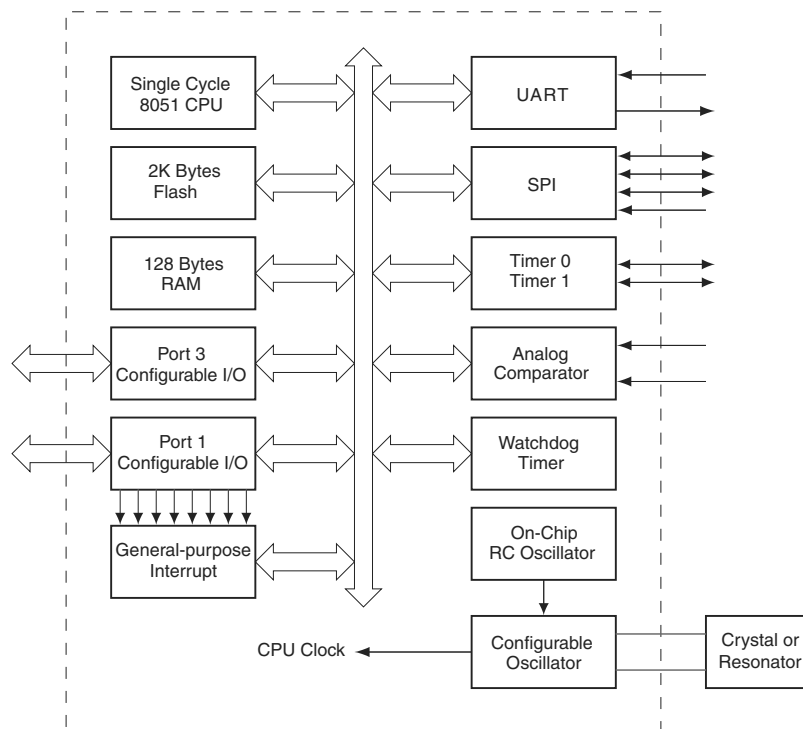 Single Cycle
8051 CPU
UART
2K Bytes
Flash
SPI
128 Bytes
RAM
Timer 0
Timer 1
Port 3
Configurable I/O
Analog
Comparator
Port 1
Configurable I/O
Watchdog
Timer
General-purpose
Interrupt
On-Chip
RC Oscillator
CPU Clock
Configurable
Oscillator
Crystal or
Resonator